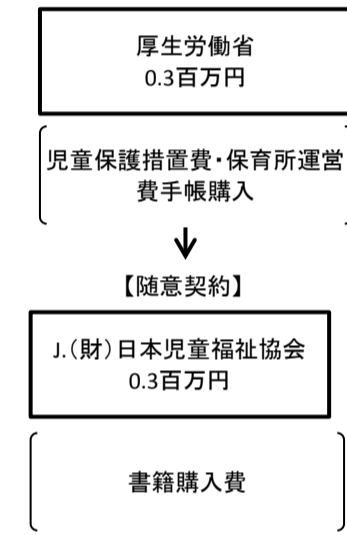 厚生労働省
0.3百万円
児童保護措置費・保育所運営
費手帳購入
【随意契約】
J.(財)日本児童福祉協会
0.3百万円
書籍購入費